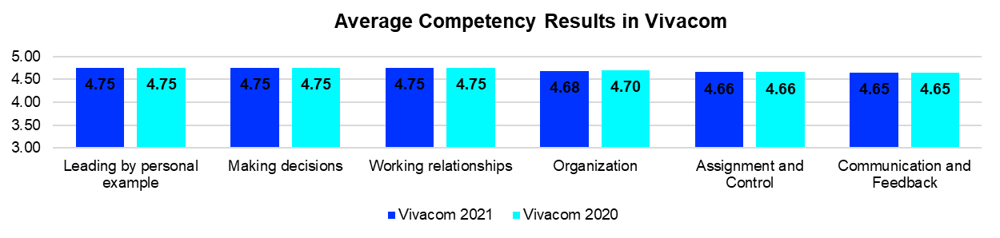 Average Competency Results in Vivacom
5.00
4.50
4.00
3.50
3.00
4.75 4.75 4.75 4.75 4.75 4.75 4.68 4.70 4.66 4.66 4.65 4.65
Leading by personal example
Making decisions
Working relationships
Organization
Assignment and Control
Communication and Feedback
Vivacom 2021 Vivacom 2020